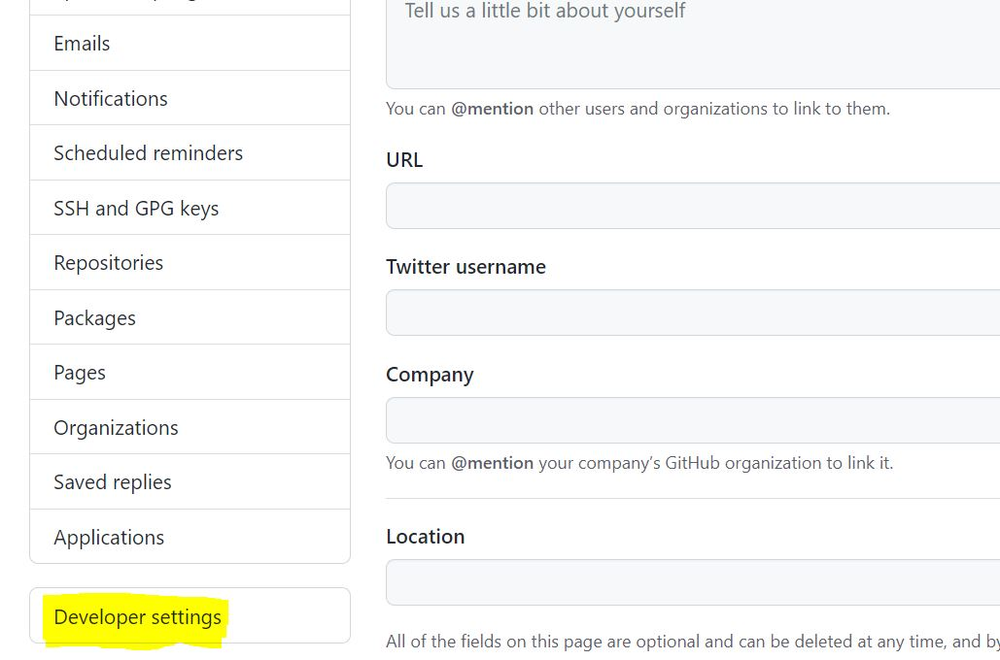 Emails
Notifications
Scheduled reminders
SSH and GPG keys
Repositories
Packages
Pages
Organizations
Saved replies
Applications
Developer settings
Tell us a little bit about yourself
You can @mention other users and organizations to link to them.
URL
Twitter username
Company
You can @mention your company's GitHub organization to link it.
Location
All of the fields on this page are optional and can be deleted at any time, and by